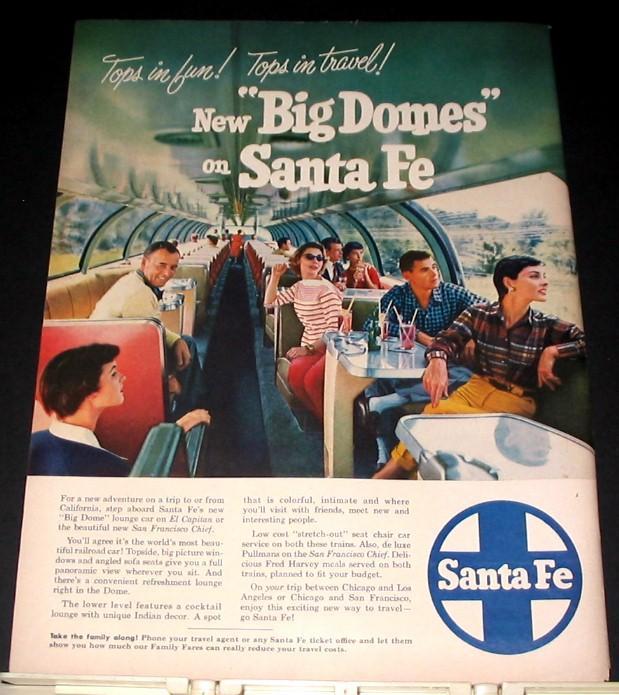 Tops in fun! Tops in travel!
New "Big Domes"
on Santa Fe
For a new adventure on a trip to or from
California, step aboard Santa Fe's new
"Big Dome" lounge car on El Capitan or
the beautiful new San Francisco Chief.
You'll agree it's the world's most beau-
tiful railroad car! Topside, big picture win-
dows and angled sofa seats give you a full
panoramic view wherever you sit. And
there's a convenient refreshment lounge
right in the Dome.
The lower level features a cocktail
lounge with unique Indian decor. A spot
that is colorful, intimate and where
you'll visit with friends, meet new and
interesting people.
Low cost "stretch-out" seat chair car
service on both these trains. Also, de luxe
Pullmans on the San Francisco Chief. Deli-
cious Fred Harvey meals served on both
trains, planned to fit your budget.
On your trip between Chicago and Los
Angeles or Chicago and San Francisco,
enjoy this exciting new way to travel—
go Santa Fe!
Santa Fe
Take the family along! Phone your travel agent or any Santa Fe ticket office and let them
show you how much our Family Fares can really reduce your travel costs.